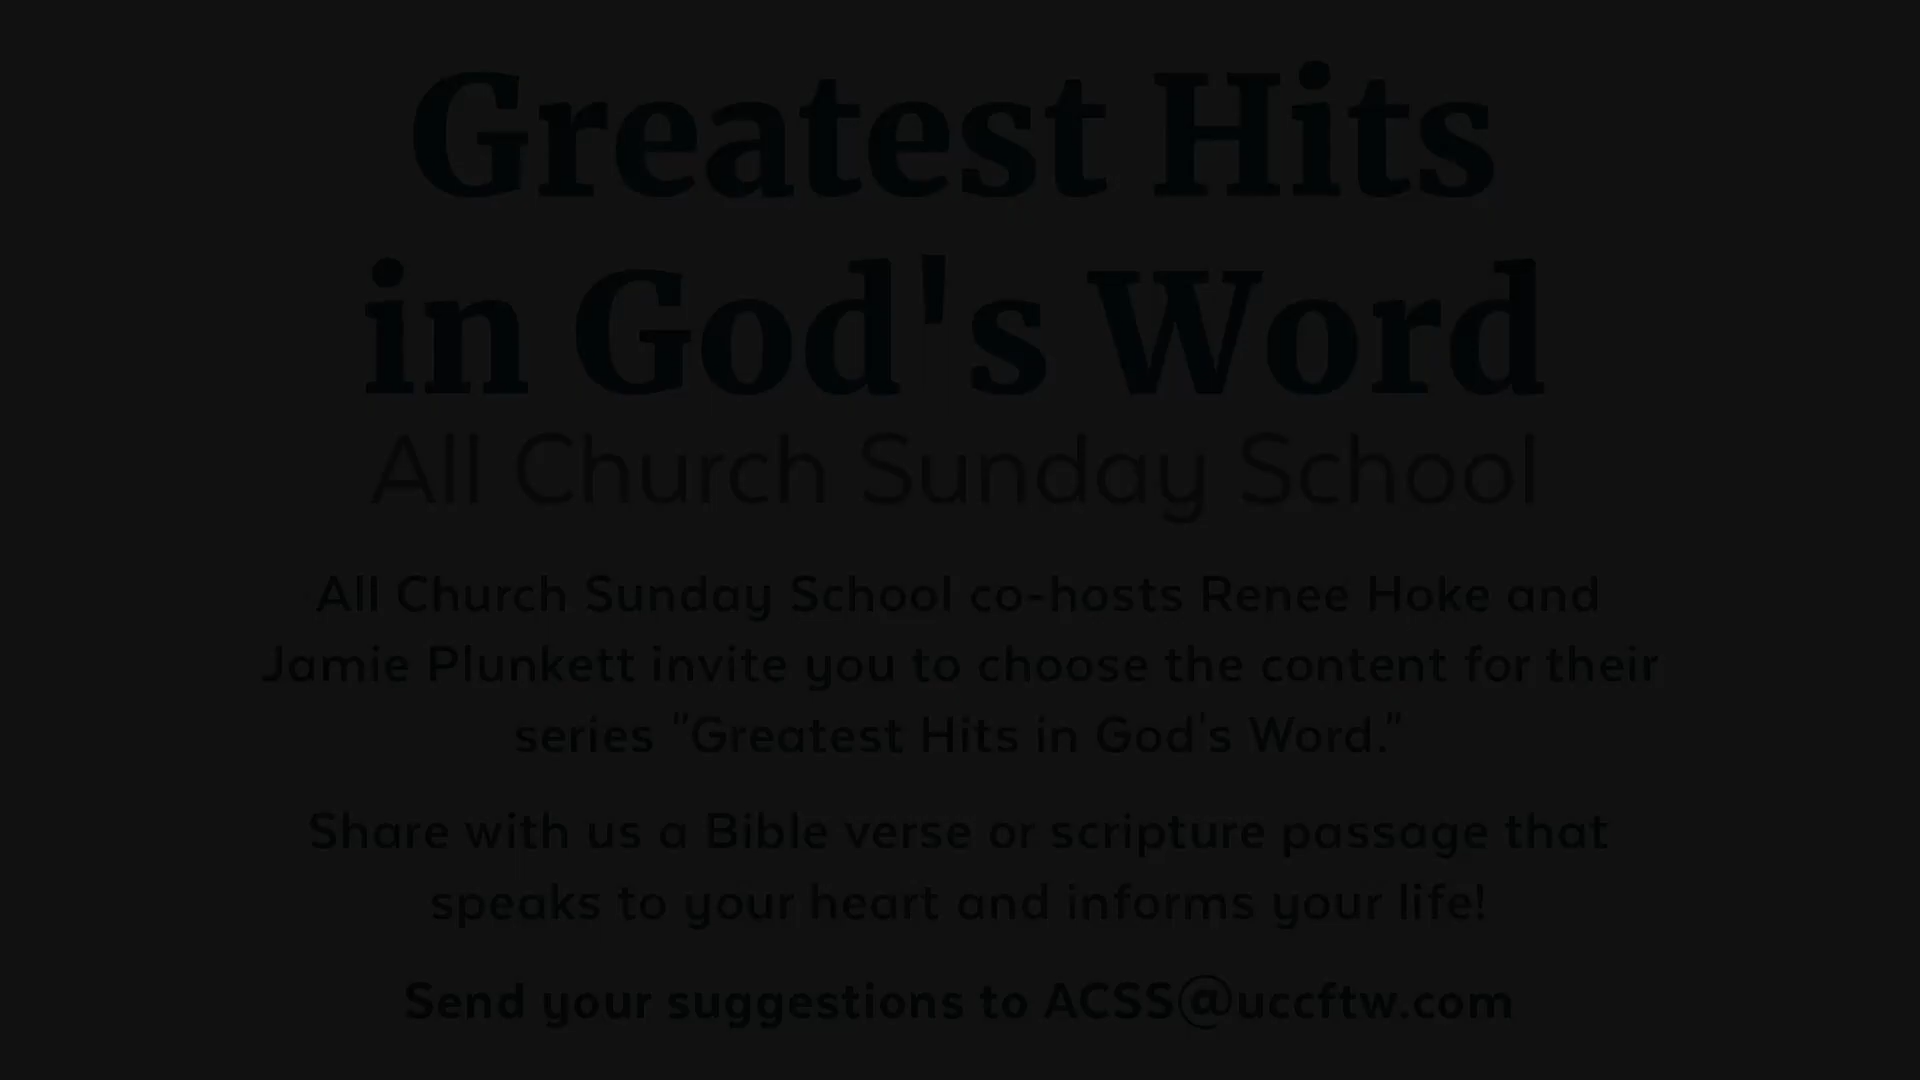 Greatest Hits
in God's Word
All Church Sunday School
All Church Sunday School co-hosts Renee Hoke and
Jamie Plunkett invite you to choose the content for their
series "Greatest Hits in God's Word."
Share with us a Bible verse or scripture passage that
speaks to your heart and informs your life!
Send your suggestions to ACSS@uccftw.com